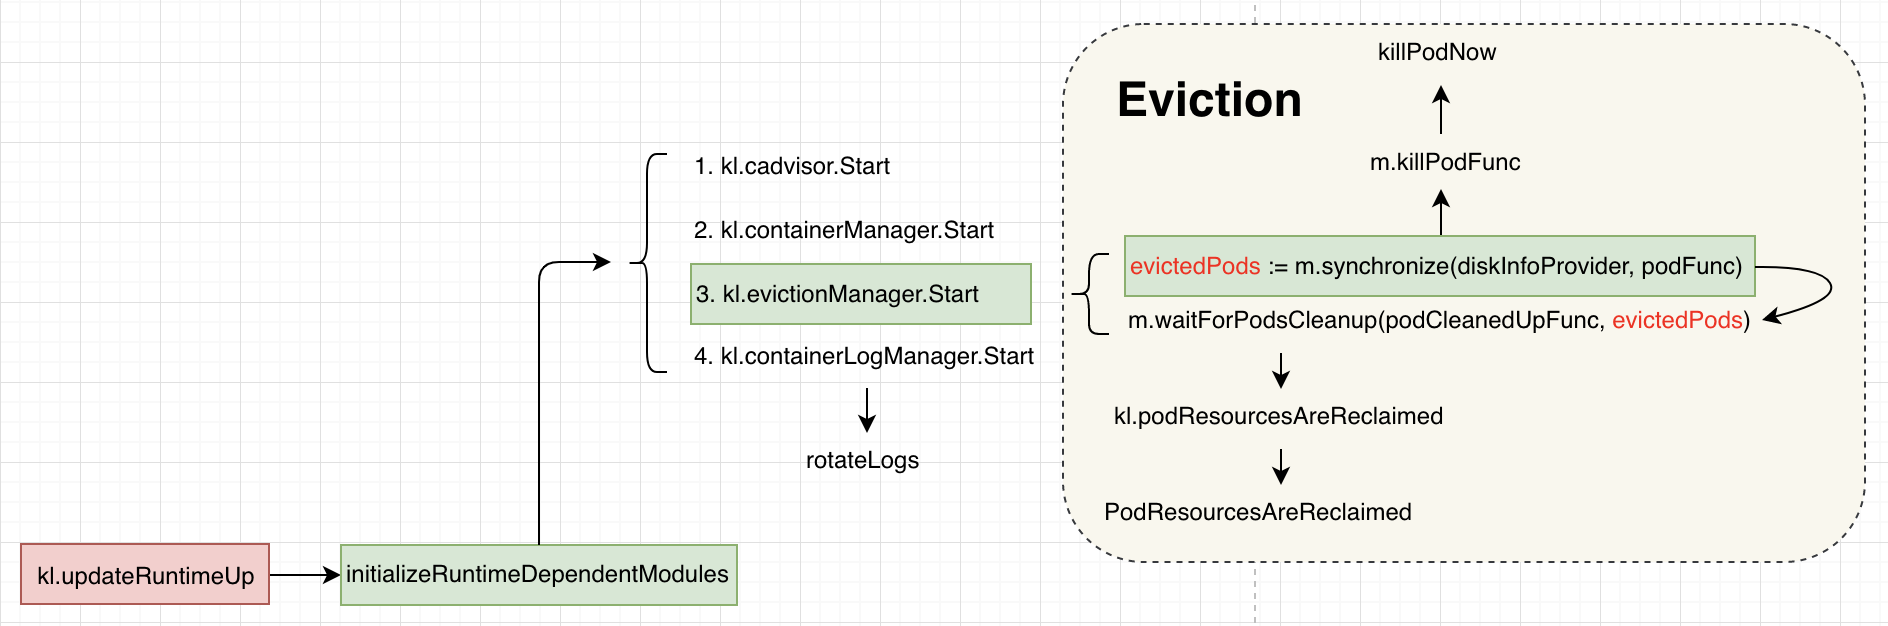 kl.updateRuntimeUp
initializeRuntimeDependentModules
1. kl.cadvisor.Start
2. kl.containerManager.Start
3. kl.evictionManager.Start
4. kl.containerLogManager.Start
rotateLogs
Eviction
killPodNow
m.killPodFunc
evictedPods := m.synchronize(diskInfoProvider, podFunc)
m.waitForPodsCleanup(podCleanedUpFunc, evictedPods)
kl.podResourcesAreReclaimed
PodResourcesAreReclaimed